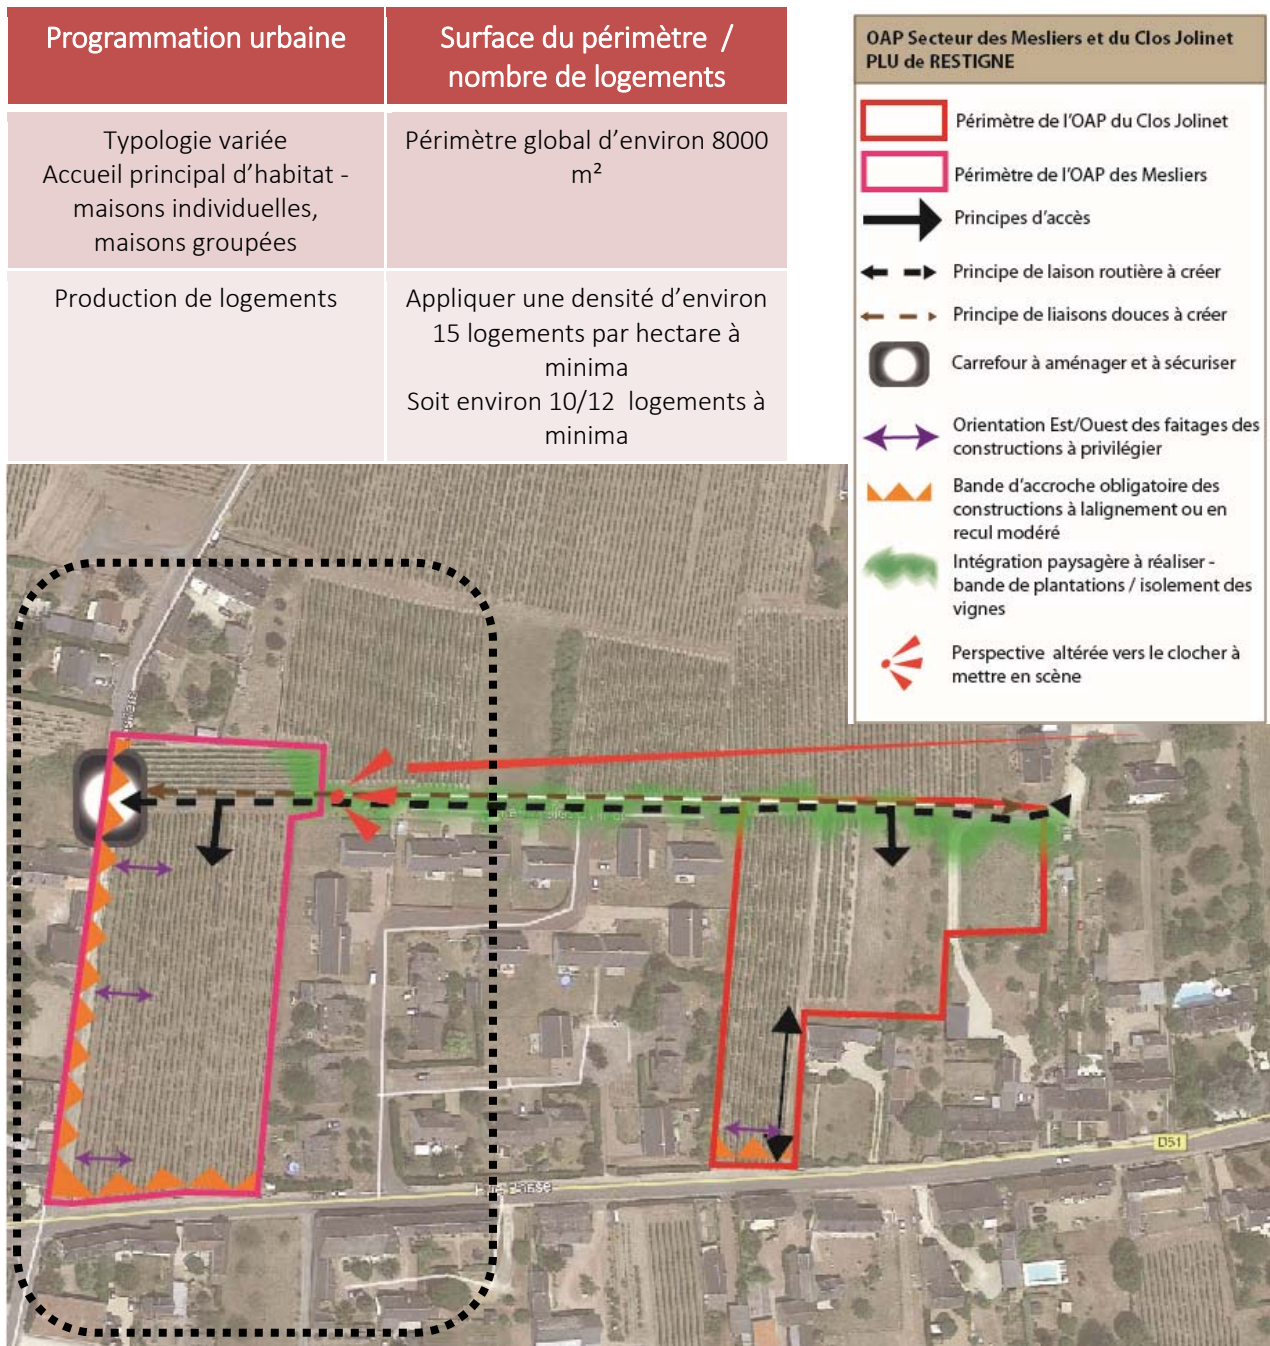 Programmation urbaine
Surface du périmètre /
nombre de logements
Typologie variée
Accueil principal d’habitat -
maisons individuelles,
maisons groupées
Périmètre global d’environ 8000
m²
Production de logements
Appliquer une densité d’environ
15 logements par hectare à
minima
Soit environ 10/12 logements à
minima
OAP Secteur des Mesliers et du Clos Jolinet
PLU de RESTIGNE
Périmètre de l'OAP du Clos Jolinet
Périmètre de l'OAP des Mesliers
Principes d'accès
Principe de laison routière à créer
Principe de liaisons douces à créer
Carrefour à aménager et à sécuriser
Orientation Est/Ouest des faitages des
constructions à privilégier
Bande d'accroche obligatoire des
constructions à lalignement ou en
recul modéré
Intégration paysagère à réaliser -
bande de plantations / isolement des
vignes
Perspective altérée vers le clocher à
mettre en scène
D51